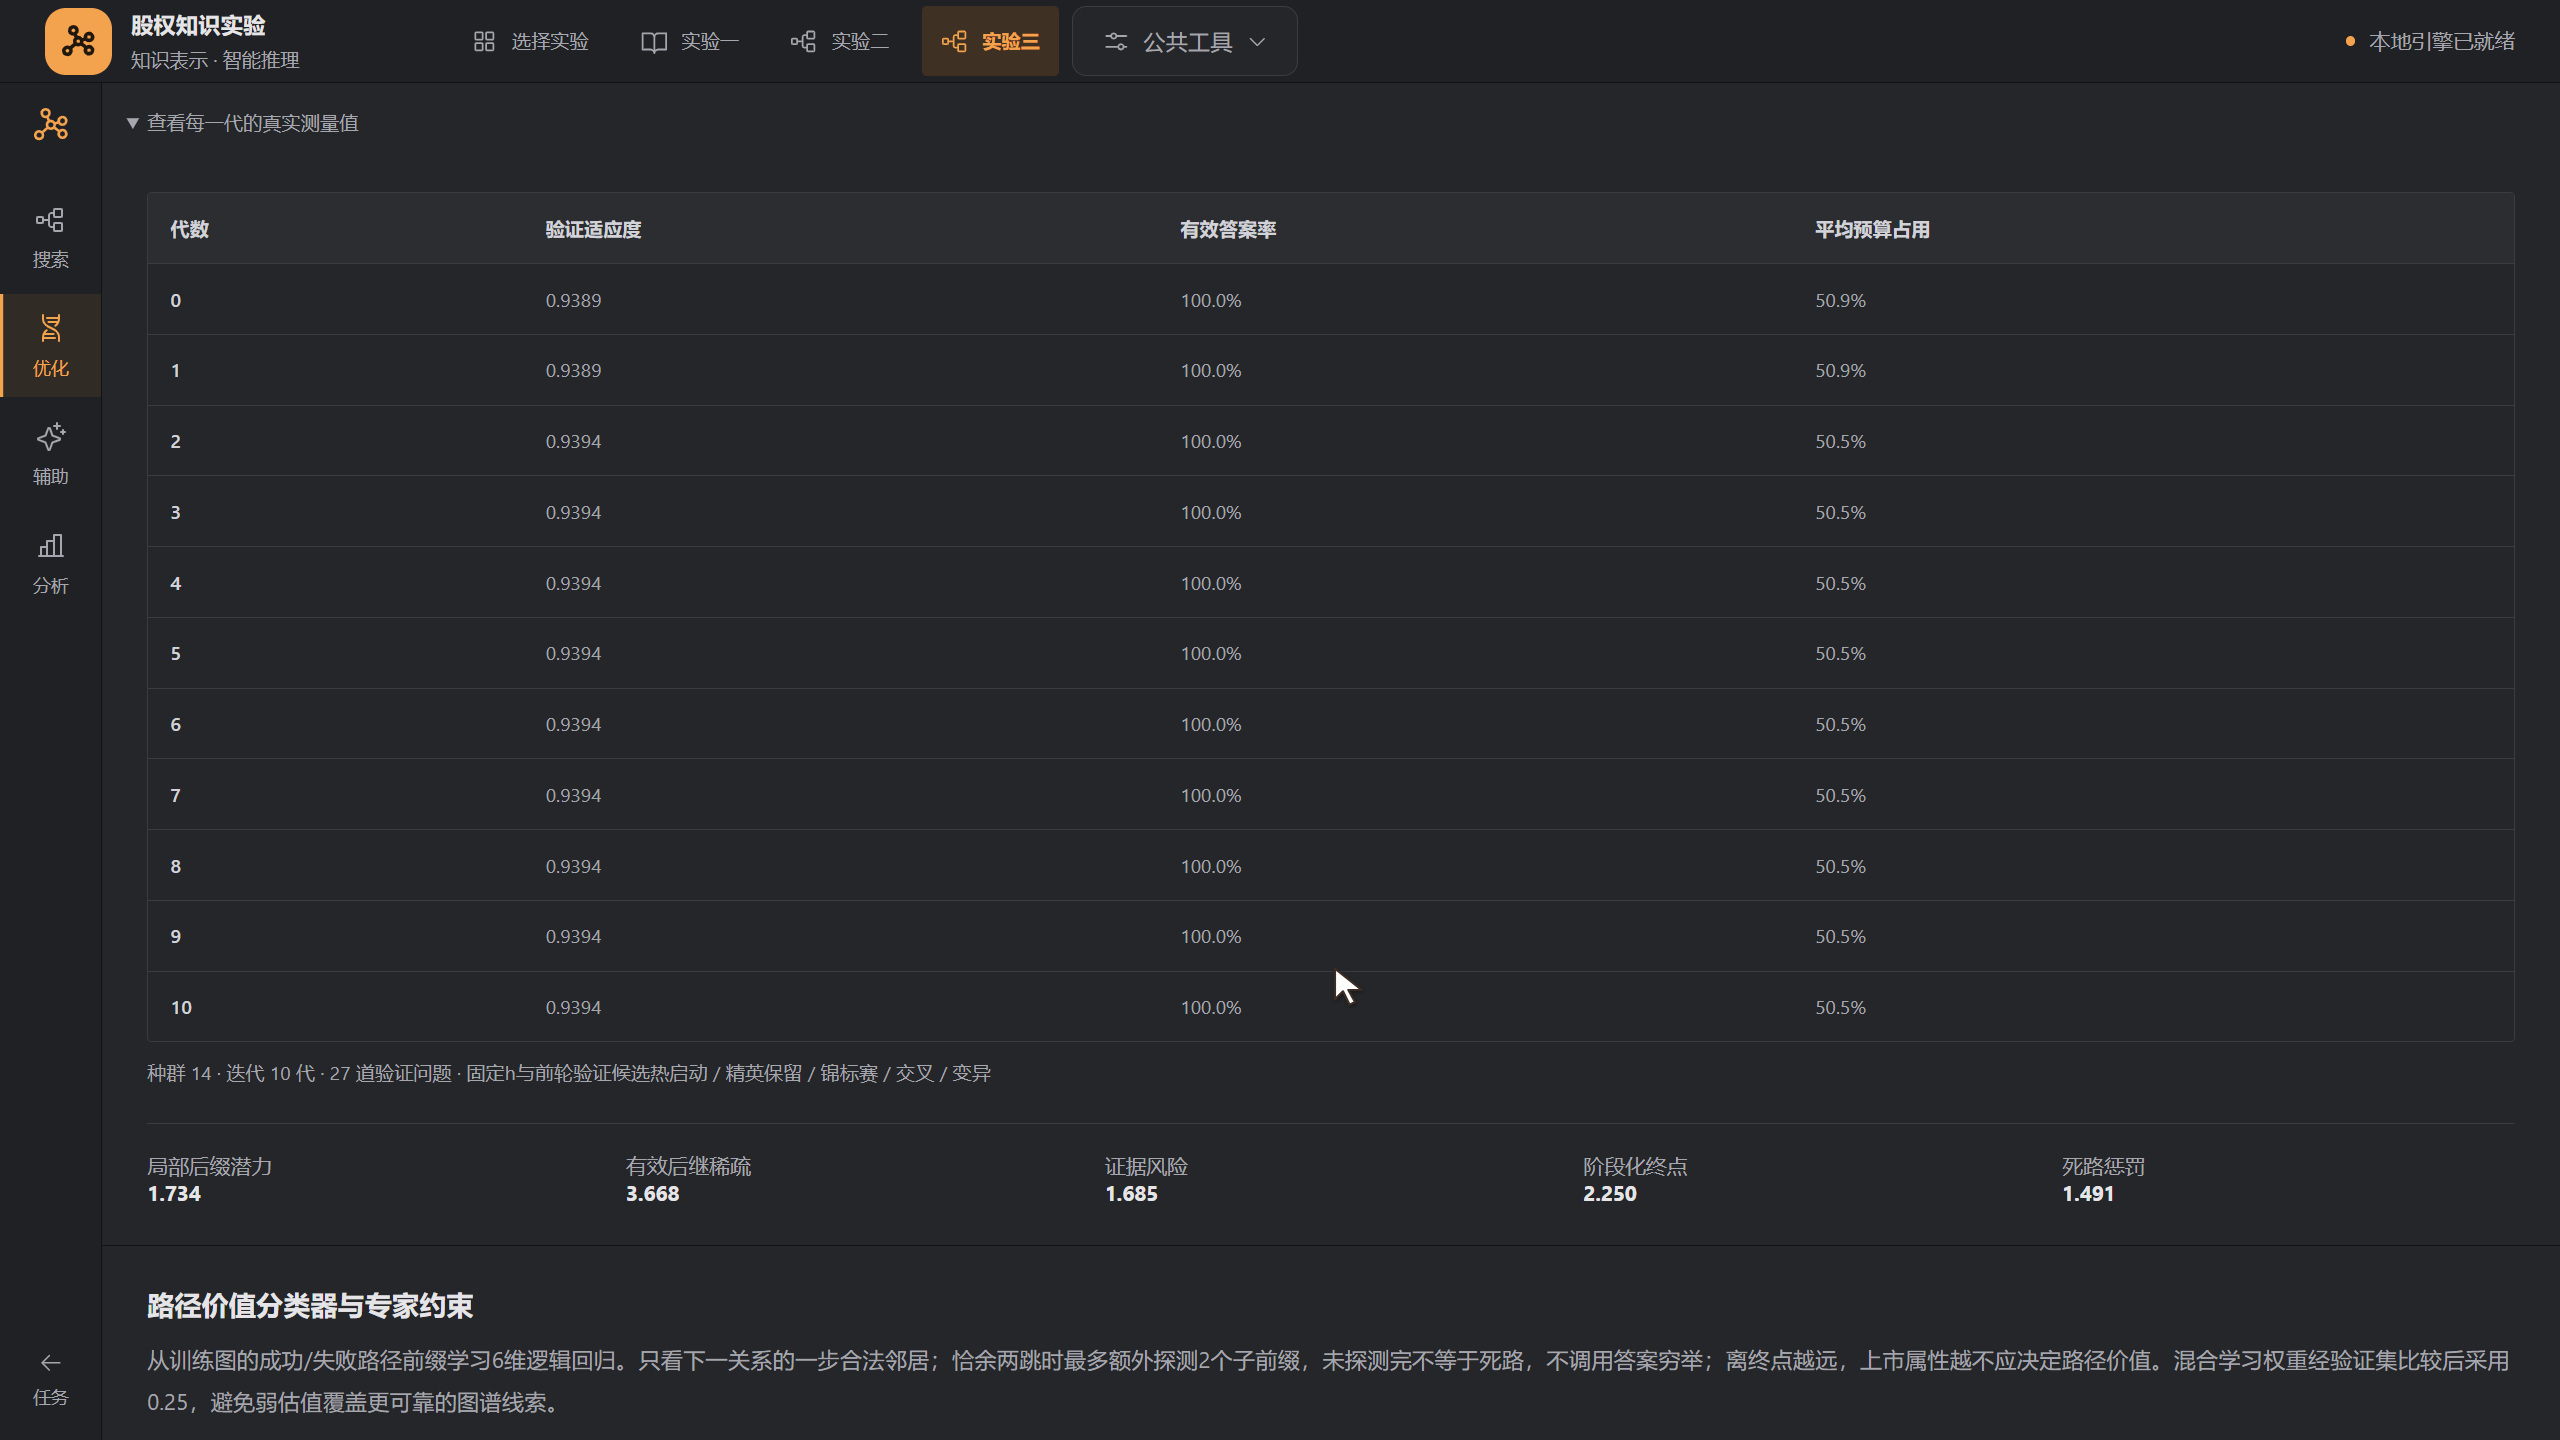 股权知识实验
知识表示 · 智能推理
选择实验
实验一
实验二
实验三
公共工具
本地引擎已就绪
搜索
优化
辅助
分析
任务
▼ 查看每一代的真实测量值
代数 验证适应度 有效答案率 平均预算占用
0 0.9389 100.0% 50.9%
1 0.9389 100.0% 50.9%
2 0.9394 100.0% 50.5%
3 0.9394 100.0% 50.5%
4 0.9394 100.0% 50.5%
5 0.9394 100.0% 50.5%
6 0.9394 100.0% 50.5%
7 0.9394 100.0% 50.5%
8 0.9394 100.0% 50.5%
9 0.9394 100.0% 50.5%
10 0.9394 100.0% 50.5%
种群 14 · 迭代 10 代 · 27 道验证问题 · 固定h与前轮验证候选热启动 / 精英保留 / 锦标赛 / 交叉 / 变异
局部后缀潜力 有效后继稀疏 证据风险 阶段化终点 死路惩罚
1.734 3.668 1.685 2.250 1.491
路径价值分类器与专家约束
从训练图的成功/失败路径前缀学习6维逻辑回归。只看下一关系的一步合法邻居；恰余两跳时最多额外探测2个子前缀，未探测完不等于死路，不调用答案穷举；离终点越远，上市属性越不应决定路径价值。混合学习权重经验证集比较后采用
0.25，避免弱估值覆盖更可靠的图谱线索。